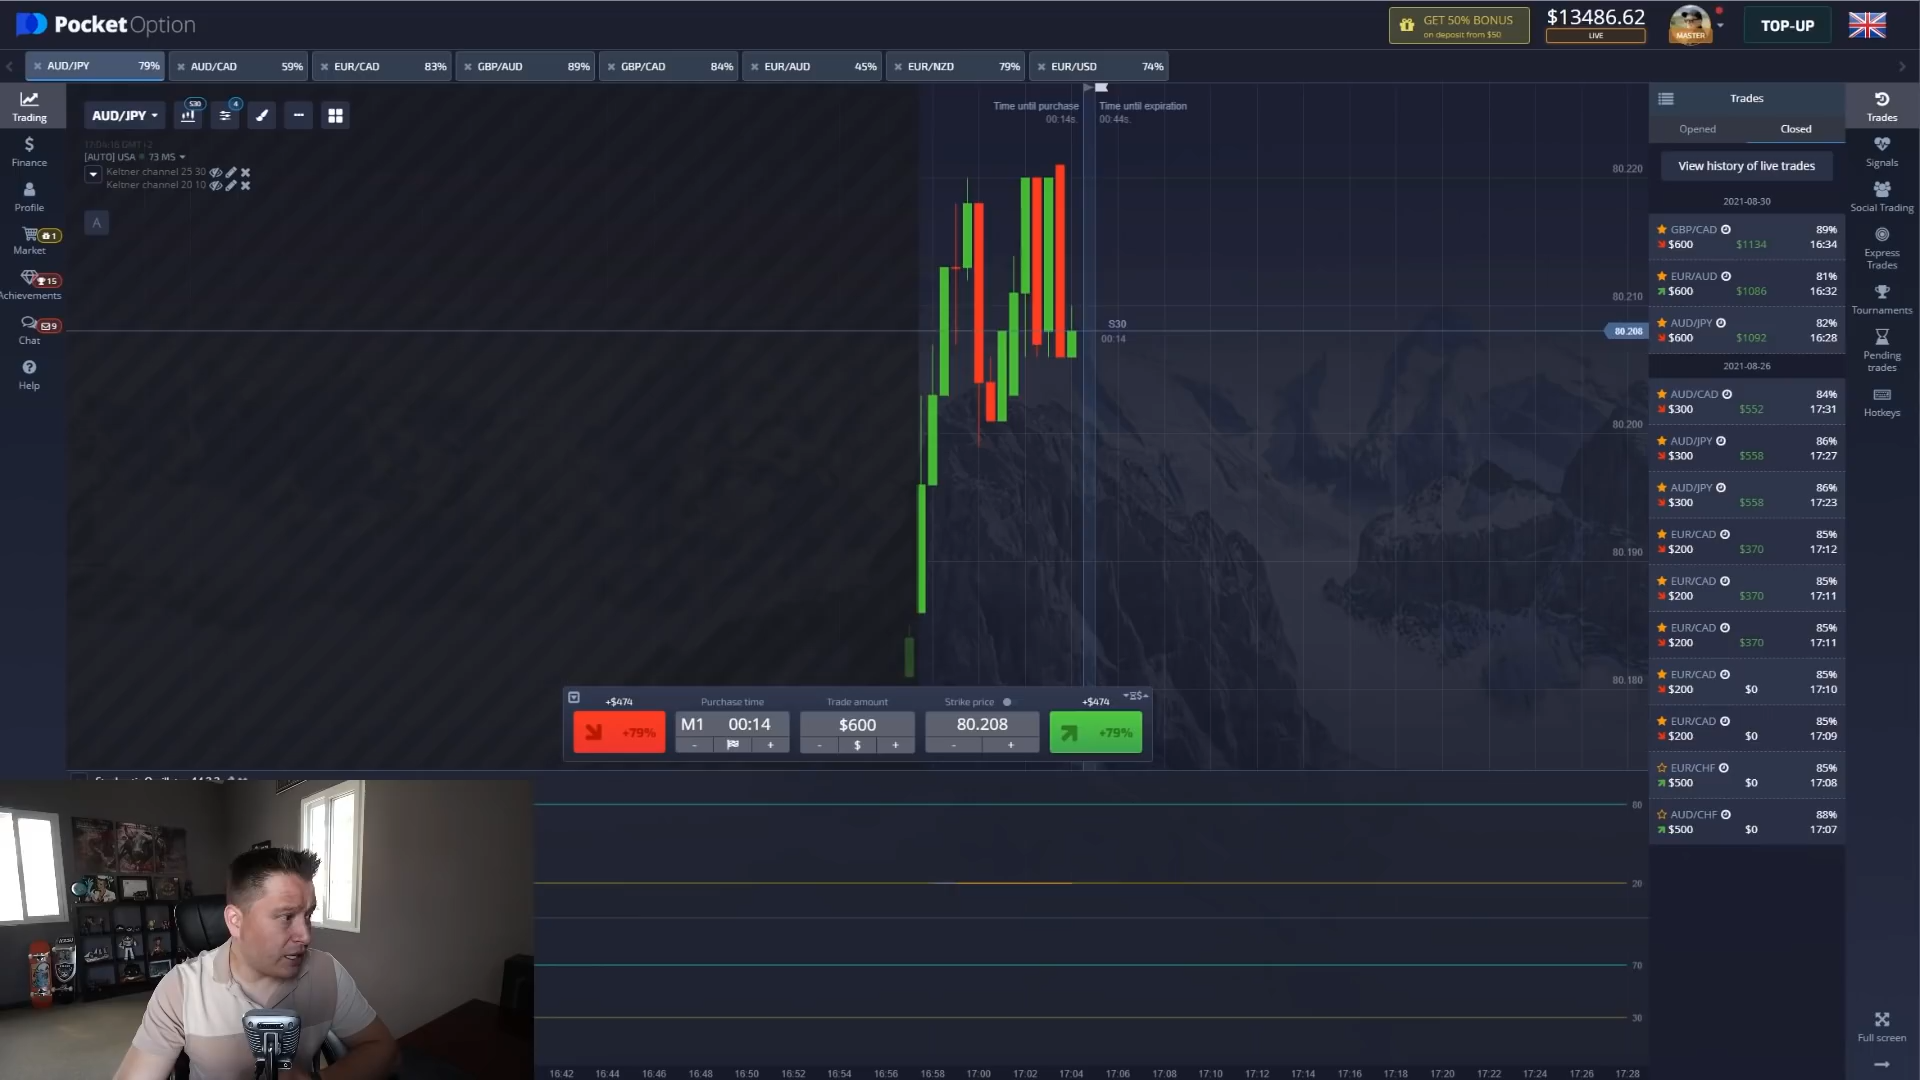 PocketOption
GET 50% BONUS
on deposit from $50
$13486.62
LIVE
MASTER
TOP-UP
AUD/JPY 79%
AUD/CAD 59%
EUR/CAD 83%
GBP/AUD 89%
GBP/CAD 84%
EUR/AUD 45%
EUR/NZD 79%
EUR/USD 74%
Trading
Finance
Profile
Market
1
Achievements
15
Chat
9
Help
AUD/JPY
S30
4
17:04:16 GMT+2
[AUTO] USA 73 MS
Keltner channel 25 30
Keltner channel 20 10
A
Time until purchase
00:14s.
Time until expiration
00:44s.
S30
00:14
80.220
80.210
80.208
80.200
80.190
80.180
+$474
Purchase time
Trade amount
Strike price
+$474
+79%
M1 00:14
$600
80.208
+79%
- +
- $ +
- +
80
20
70
30
16:42 16:44 16:46 16:48 16:50 16:52 16:54 16:56 16:58 17:00 17:02 17:04 17:06 17:08 17:10 17:12 17:14 17:16 17:18 17:20 17:22 17:24 17:26 17:28
Trades
Opened Closed
View history of live trades
2021-08-30
GBP/CAD 89%
$600 $1134 16:34
EUR/AUD 81%
$600 $1086 16:32
AUD/JPY 82%
$600 $1092 16:28
2021-08-26
AUD/CAD 84%
$300 $552 17:31
AUD/JPY 86%
$300 $558 17:27
AUD/JPY 86%
$300 $558 17:23
EUR/CAD 85%
$200 $370 17:12
EUR/CAD 85%
$200 $370 17:11
EUR/CAD 85%
$200 $370 17:11
EUR/CAD 85%
$200 $0 17:10
EUR/CAD 85%
$200 $0 17:09
EUR/CHF 85%
$500 $0 17:08
AUD/CHF 88%
$500 $0 17:07
Trades
Signals
Social Trading
Express
Trades
Tournaments
Pending
trades
Hotkeys
Full screen